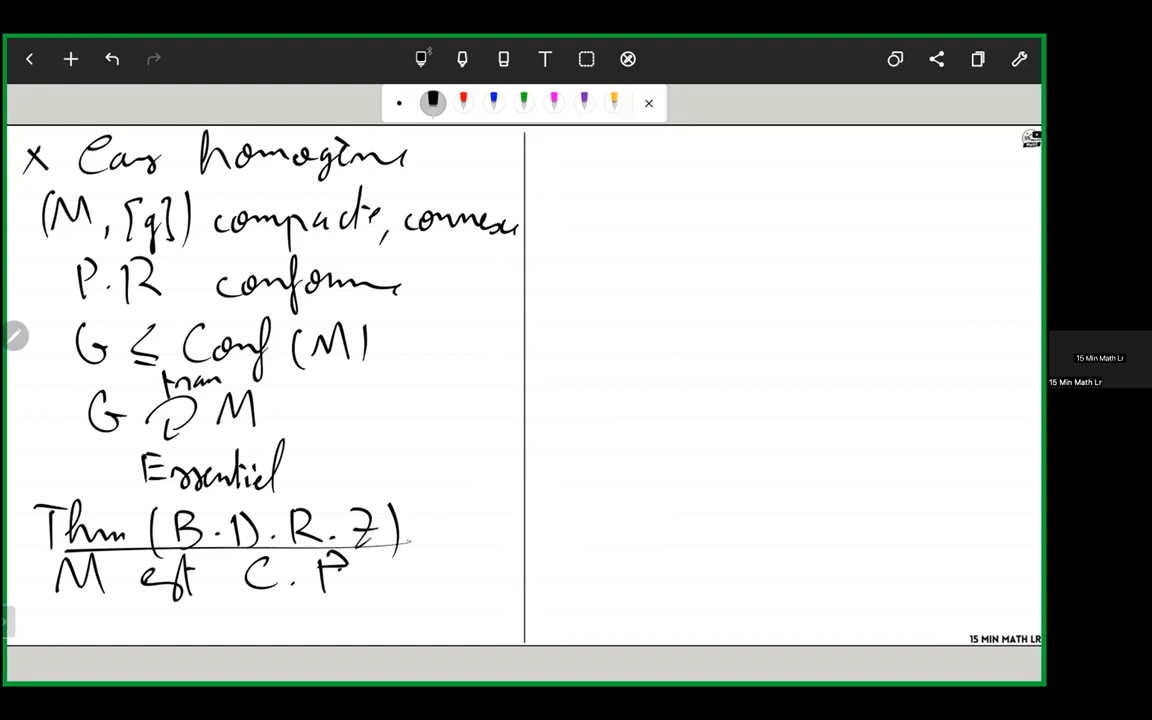 × Cas homogène
(M, [g]) compacte, connexe
P.R conforme
G ≤ Conf (M)
tran
G M
Essentiel
Thm (B.D.R.Z)
M est C.P
15 MIN MATH LR
15 Min Math Lr
15 Min Math Lr